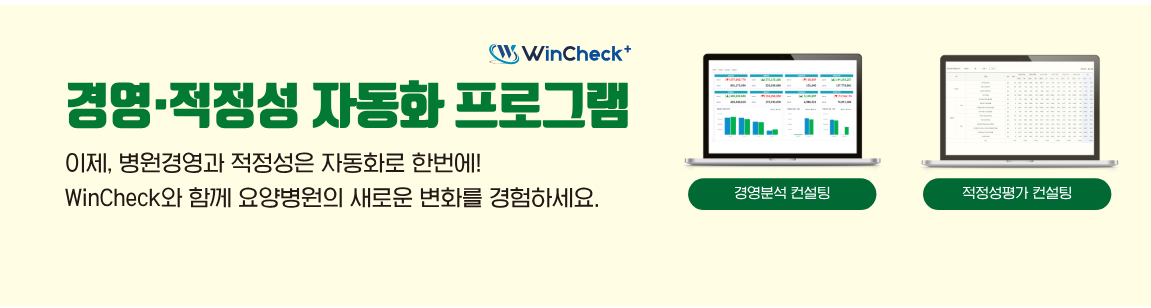 WinCheck+
경영·적정성 자동화 프로그램
이제, 병원경영과 적정성은 자동화로 한번에!
WinCheck와 함께 요양병원의 새로운 변화를 경험하세요.
경영분석 컨설팅
적정성평가 컨설팅